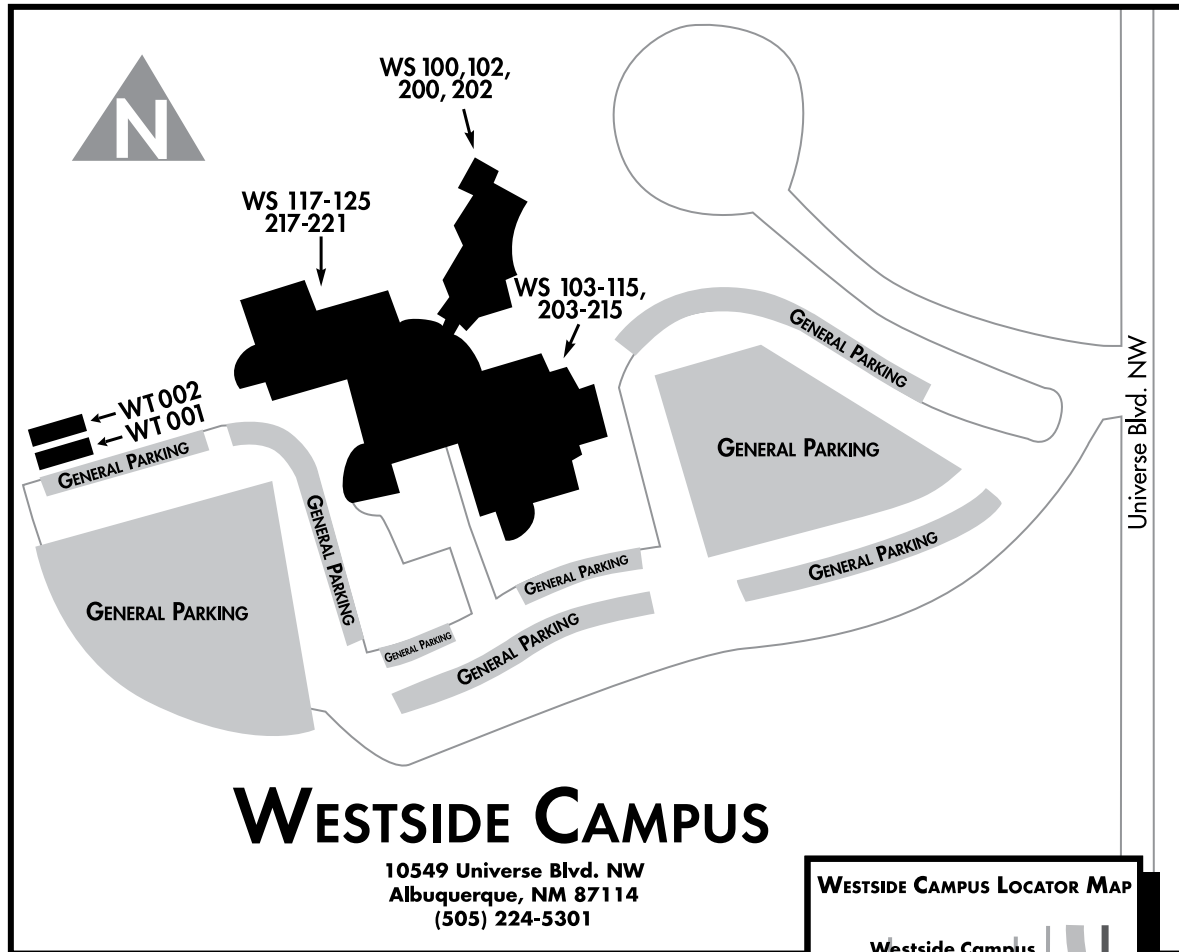 N
WS 100, 102,
200, 202
WS 117-125
217-221
WS 103-115,
203-215
WT 002
WT 001
GENERAL PARKING
GENERAL PARKING
GENERAL PARKING
GENERAL PARKING
GENERAL PARKING
GENERAL PARKING
GENERAL PARKING
GENERAL PARKING
GENERAL PARKING
GENERAL PARKING
Universe Blvd. NW
WESTSIDE CAMPUS
10549 Universe Blvd. NW
Albuquerque, NM 87114
(505) 224-5301
WESTSIDE CAMPUS LOCATOR MAP
Westside Campus